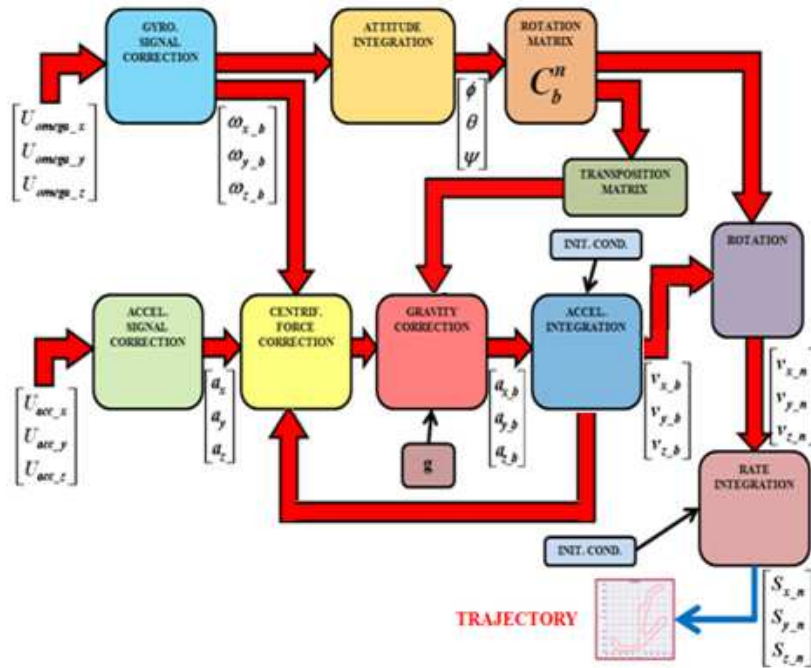 GYRO.
SIGNAL
CORRECTION
ATTITUDE
INTEGRATION
ROTATION
MATRIX
C_b^n
U_omega_x
U_omega_y
U_omega_z
ω_x_b
ω_y_b
ω_z_b
ϕ
θ
ψ
TRANSPOSITION
MATRIX
INIT. COND.
ROTATION
ACCEL.
SIGNAL
CORRECTION
CENTRIF.
FORCE
CORRECTION
GRAVITY
CORRECTION
ACCEL.
INTEGRATION
U_acc_x
U_acc_y
U_acc_z
a_x
a_y
a_z
a_x_b
a_y_b
a_z_b
v_x_b
v_y_b
v_z_b
v_x_n
v_y_n
v_z_n
g
RATE
INTEGRATION
INIT. COND.
TRAJECTORY
S_x_n
S_y_n
S_z_n